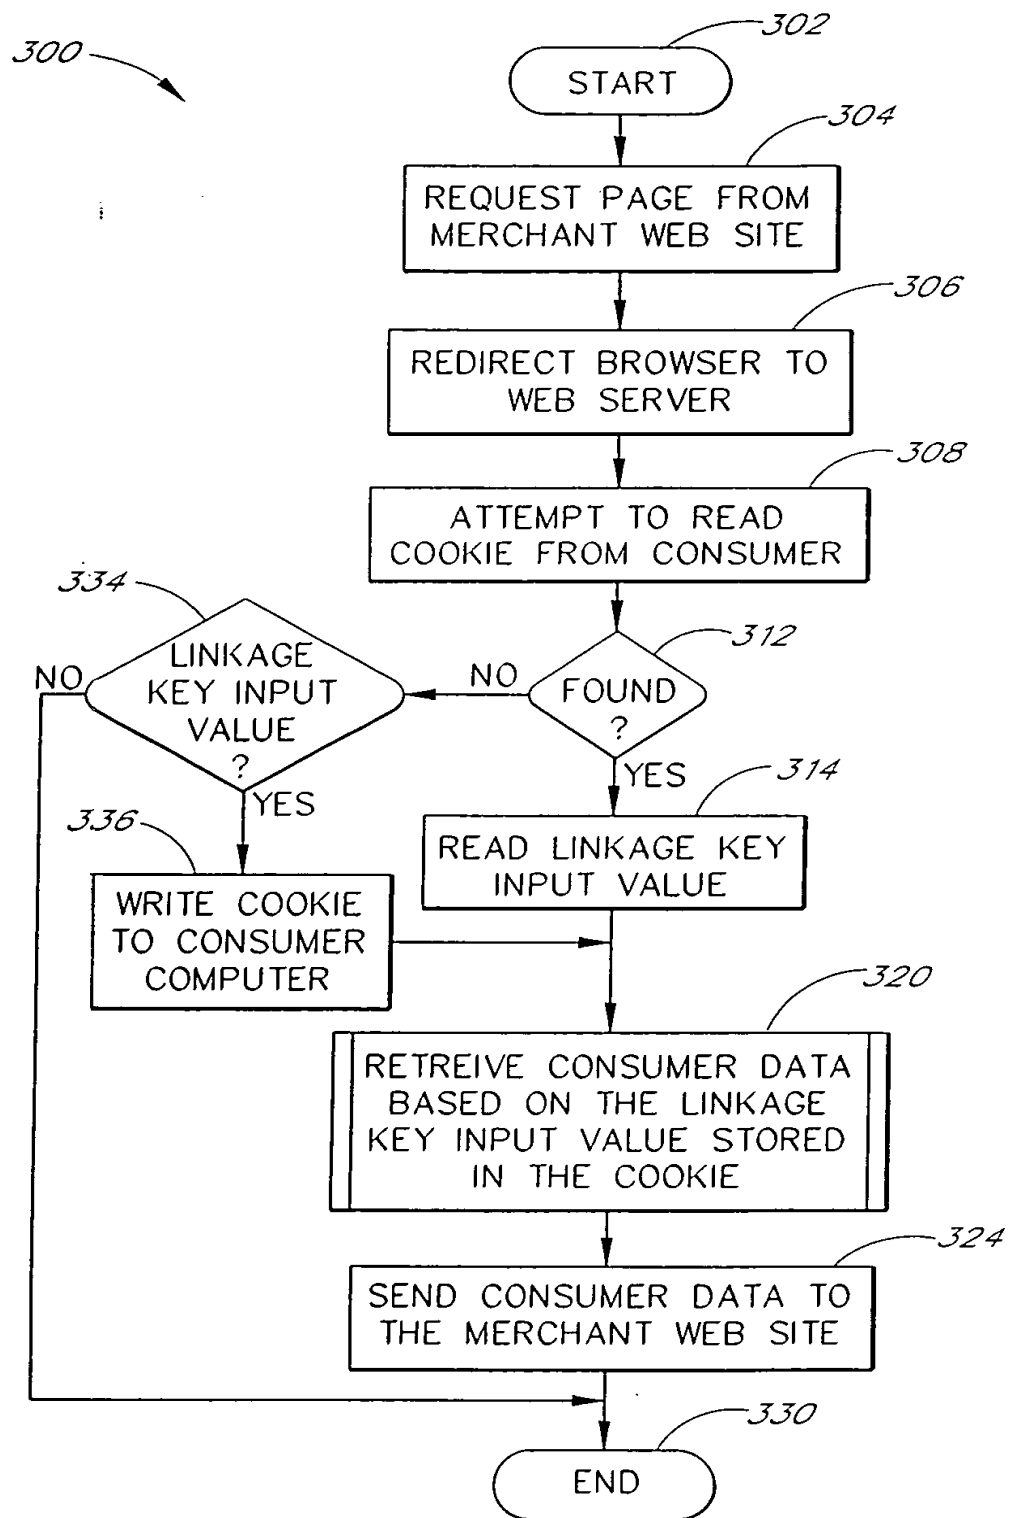 300
302
START
304
REQUEST PAGE FROM
MERCHANT WEB SITE
306
REDIRECT BROWSER TO
WEB SERVER
308
ATTEMPT TO READ
COOKIE FROM CONSUMER
312
FOUND
?
NO
YES
334
LINKAGE
KEY INPUT
VALUE
?
NO
YES
336
WRITE COOKIE
TO CONSUMER
COMPUTER
314
READ LINKAGE KEY
INPUT VALUE
320
RETREIVE CONSUMER DATA
BASED ON THE LINKAGE
KEY INPUT VALUE STORED
IN THE COOKIE
324
SEND CONSUMER DATA TO
THE MERCHANT WEB SITE
330
END